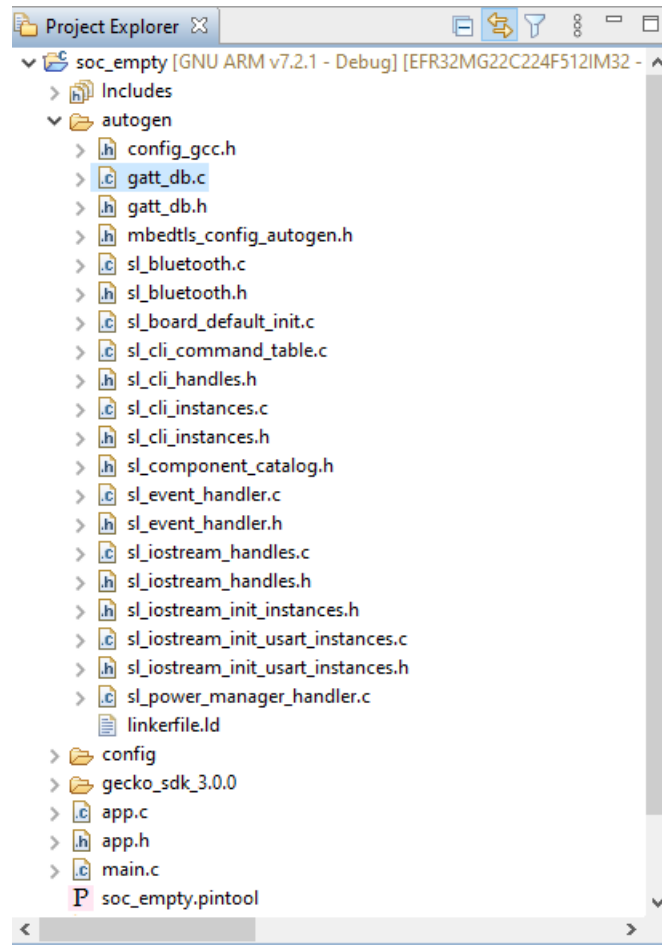 Project Explorer
soc_empty [GNU ARM v7.2.1 - Debug] [EFR32MG22C224F512IM32 -
Includes
autogen
config_gcc.h
gatt_db.c
gatt_db.h
mbedtls_config_autogen.h
sl_bluetooth.c
sl_bluetooth.h
sl_board_default_init.c
sl_cli_command_table.c
sl_cli_handles.h
sl_cli_instances.c
sl_cli_instances.h
sl_component_catalog.h
sl_event_handler.c
sl_event_handler.h
sl_iostream_handles.c
sl_iostream_handles.h
sl_iostream_init_instances.h
sl_iostream_init_usart_instances.c
sl_iostream_init_usart_instances.h
sl_power_manager_handler.c
linkerfile.ld
config
gecko_sdk_3.0.0
app.c
app.h
main.c
soc_empty.pintool